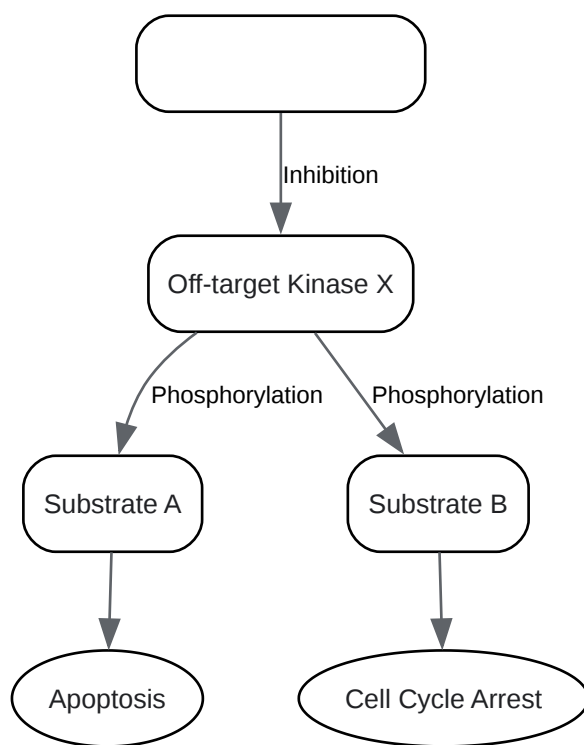 Inhibition
Off-target Kinase X
Phosphorylation
Phosphorylation
Substrate A
Substrate B
Apoptosis
Cell Cycle Arrest